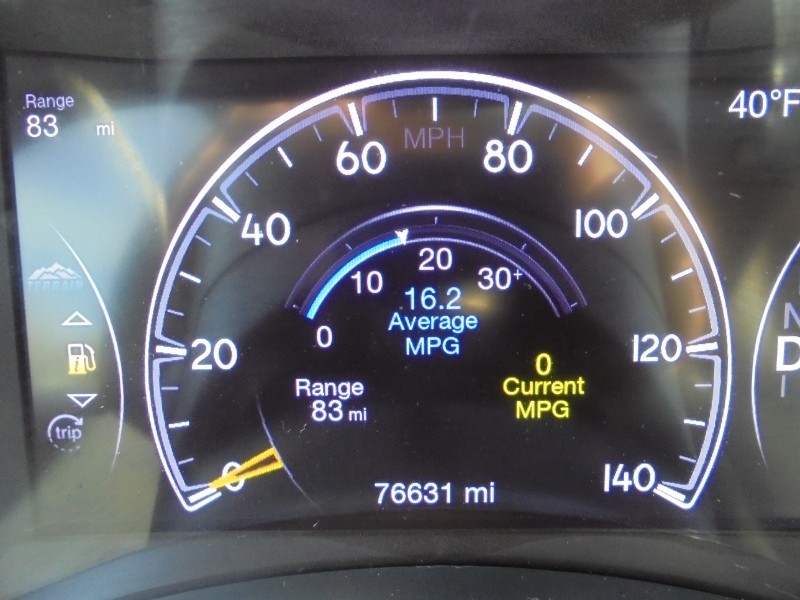 Range
83 mi
40°F
MPH
60
80
40
100
20
10
30+
0
16.2
Average
MPG
20
120
0
Current
MPG
Range
83 mi
TERRAIN
trip
D
0
140
76631 mi